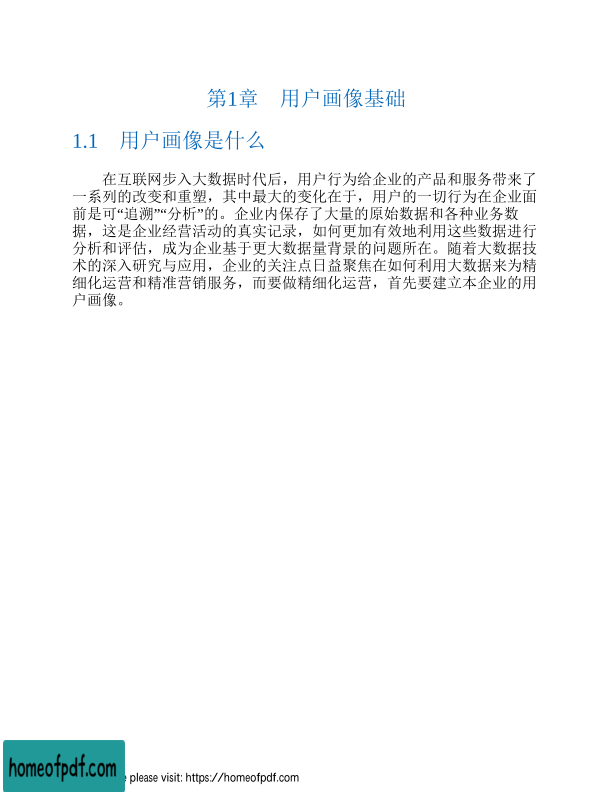 第1章　用户画像基础
1.1　用户画像是什么
在互联网步入大数据时代后，用户行为给企业的产品和服务带来了
一系列的改变和重塑，其中最大的变化在于，用户的一切行为在企业面
前是可“追溯”“分析”的。企业内保存了大量的原始数据和各种业务数
据，这是企业经营活动的真实记录，如何更加有效地利用这些数据进行
分析和评估，成为企业基于更大数据量背景的问题所在。随着大数据技
术的深入研究与应用，企业的关注点日益聚焦在如何利用大数据来为精
细化运营和精准营销服务，而要做精细化运营，首先要建立本企业的用
户画像。
homeofpdf.com
please visit: https://homeofpdf.com